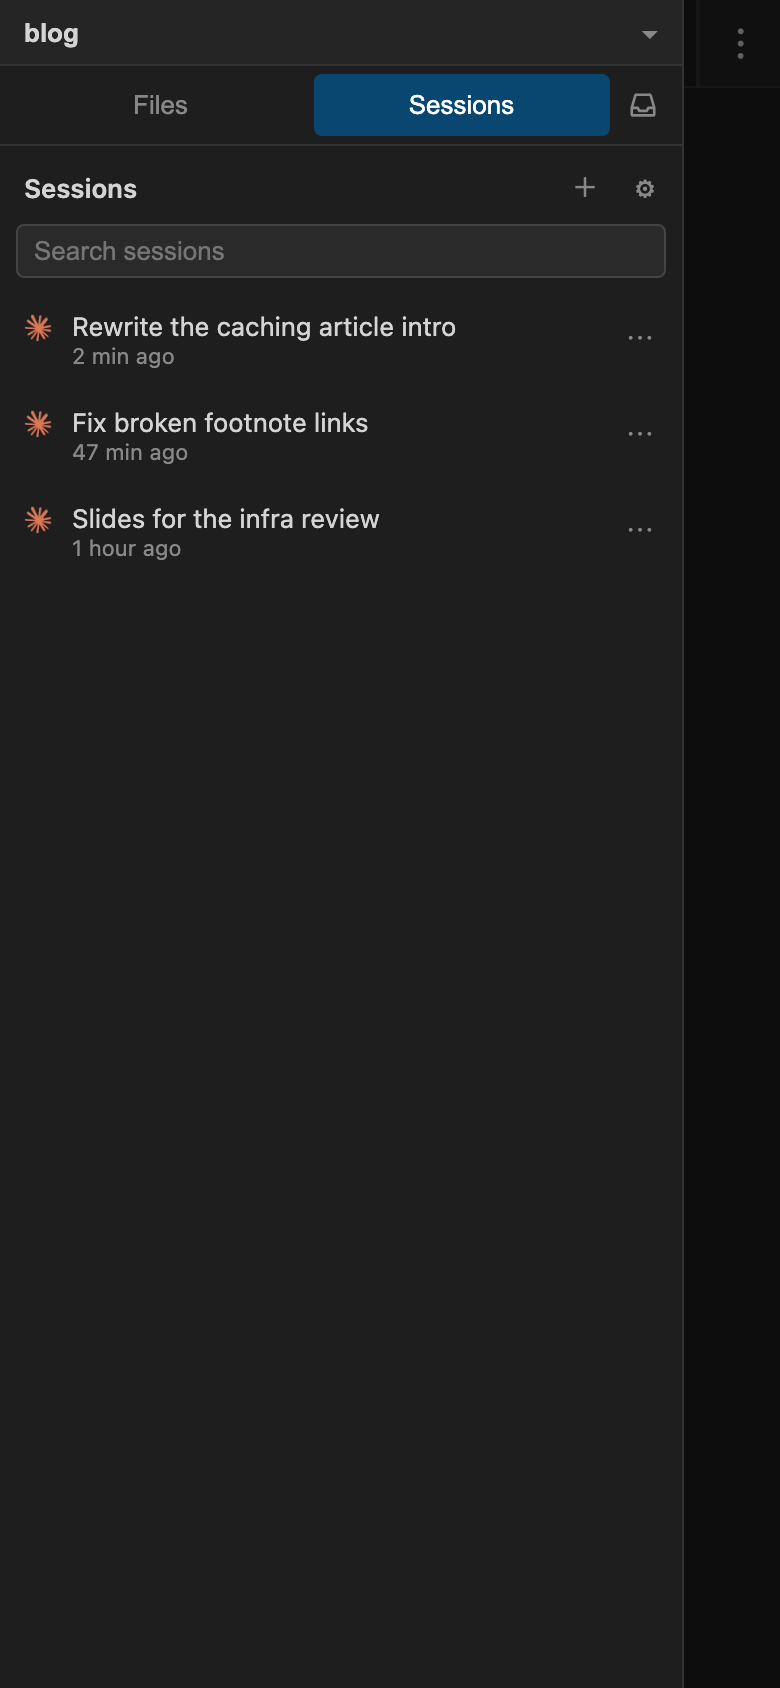 blog
Files
Sessions
Sessions
Search sessions
Rewrite the caching article intro
2 min ago
Fix broken footnote links
47 min ago
Slides for the infra review
1 hour ago